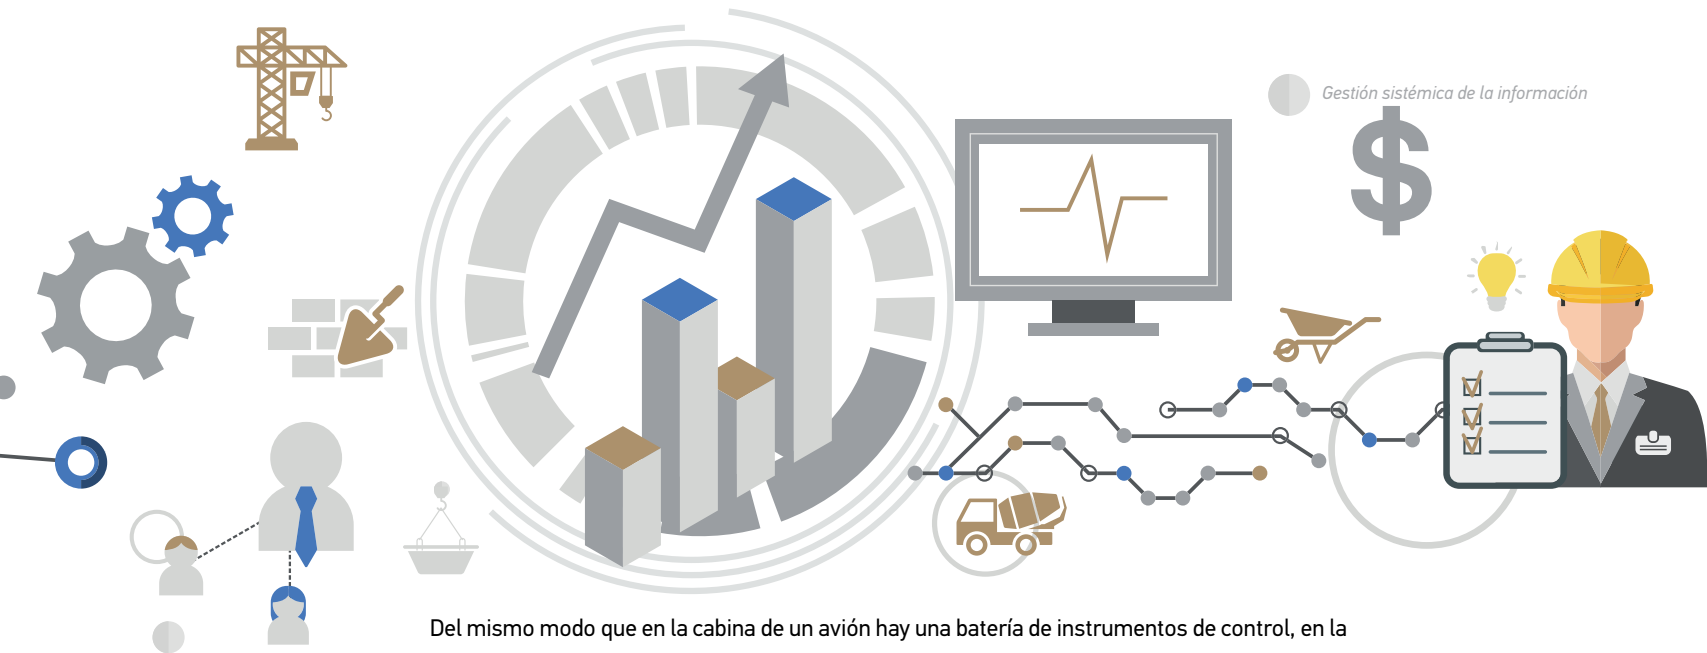 Gestión sistémica de la información
Del mismo modo que en la cabina de un avión hay una batería de instrumentos de control, en la